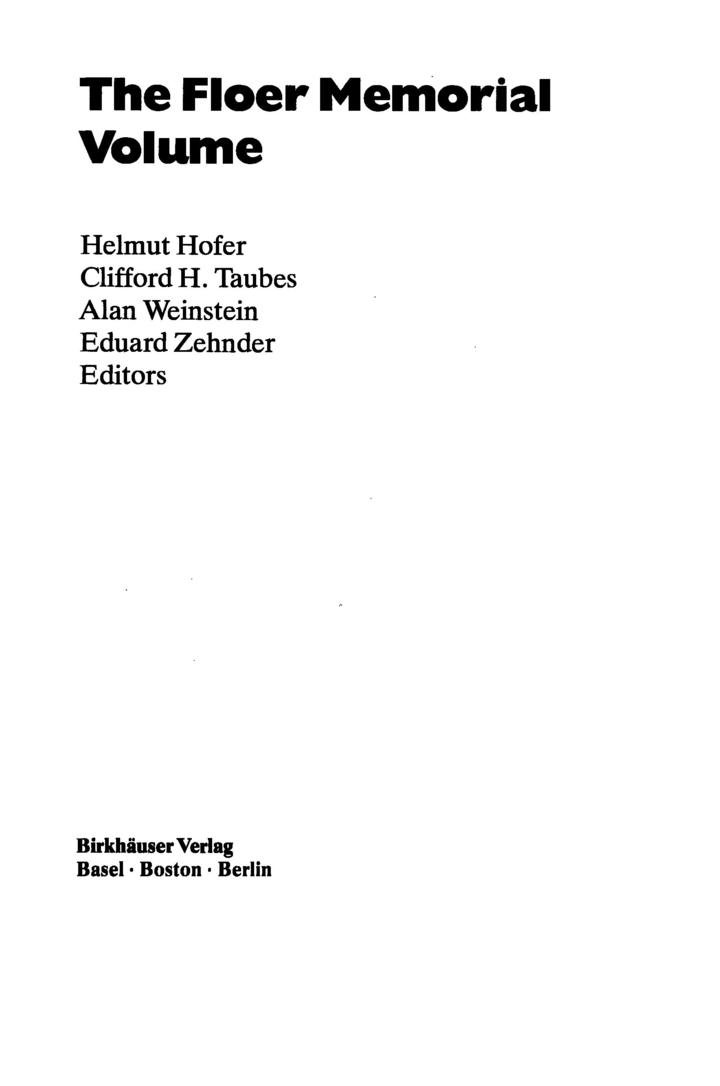 The Floer Memorial
Volume
Helmut Hofer
Clifford H. Taubes
Alan Weinstein
Eduard Zehnder
Editors
Birkhäuser Verlag
Basel · Boston · Berlin